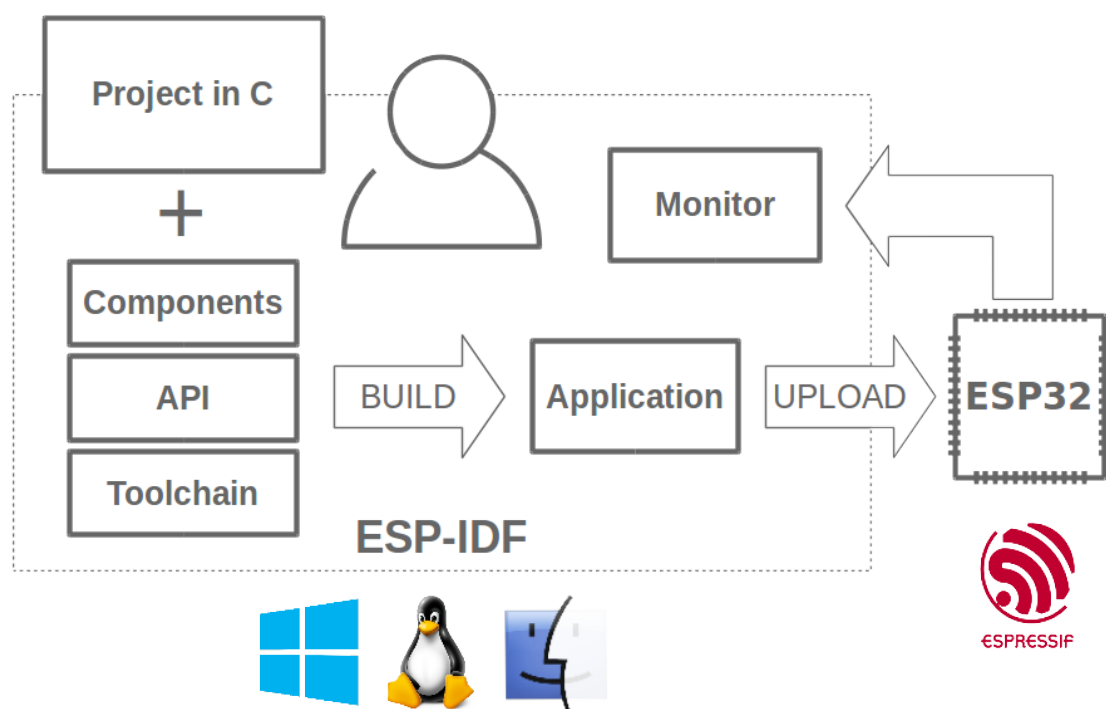 Project in C
+
Components
API
Toolchain
BUILD
Application
UPLOAD
Monitor
ESP32
ESP-IDF
ESPRESSIF